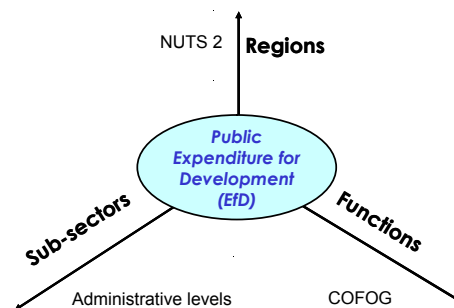 NUTS 2
Regions
Public
Expenditure for
Development
(EfD)
Sub-sectors
Functions
Administrative levels
COFOG